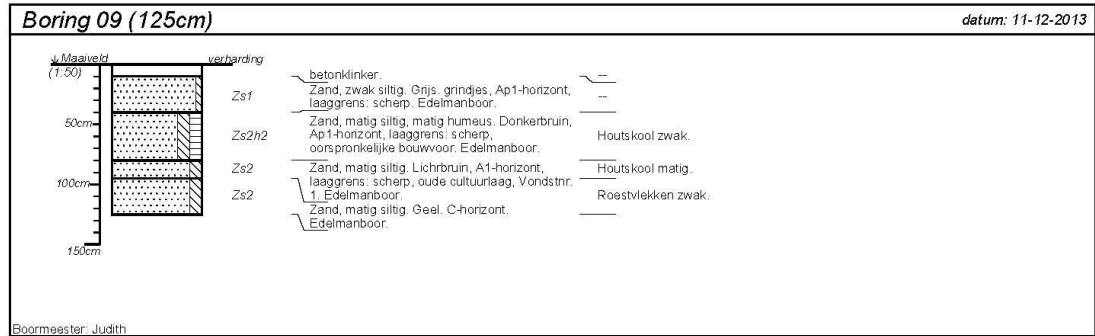 Boring 09 (125cm)
datum: 11-12-2013
↓ Maaiveld
verharding
(1:50)
betonklinker.
--
Zs1
Zand, zwak siltig. Grijs. grindjes, Ap1-horizont,
laaggrens: scherp. Edelmanboor.
--
50cm
Zs2h2
Zand, matig siltig, matig humeus. Donkerbruin,
Ap1-horizont, laaggrens: scherp,
oorspronkelijke bouwvoor. Edelmanboor.
Houtskool zwak.
Zs2
Zand, matig siltig. Lichrbruin, A1-horizont,
laaggrens: scherp, oude cultuurlaag, Vondstnr.
1. Edelmanboor.
Houtskool matig.
100cm
Zs2
Zand, matig siltig. Geel. C-horizont.
Edelmanboor.
Roestvlekken zwak.
150cm
Boormeester: Judith